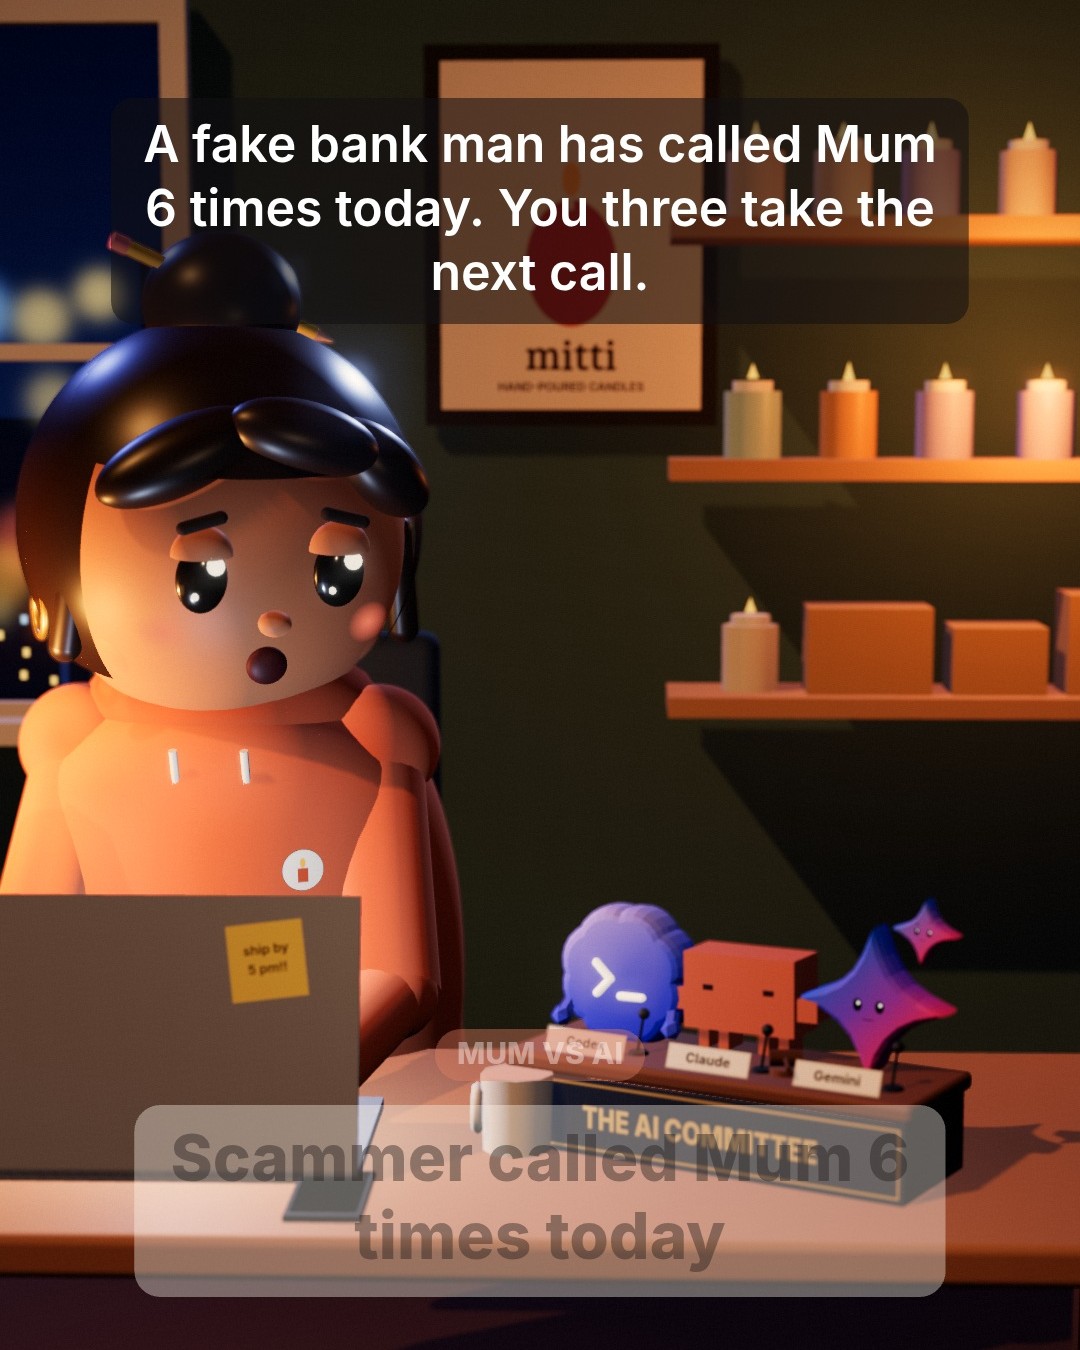 A fake bank man has called Mum
6 times today. You three take the
next call.
mitti
HAND-POURED CANDLES
ship by
5 pm!!
>_
Codex
Claude
Gemini
MUM VS AI
THE AI COMMITTEE
Scammer called Mum 6
times today